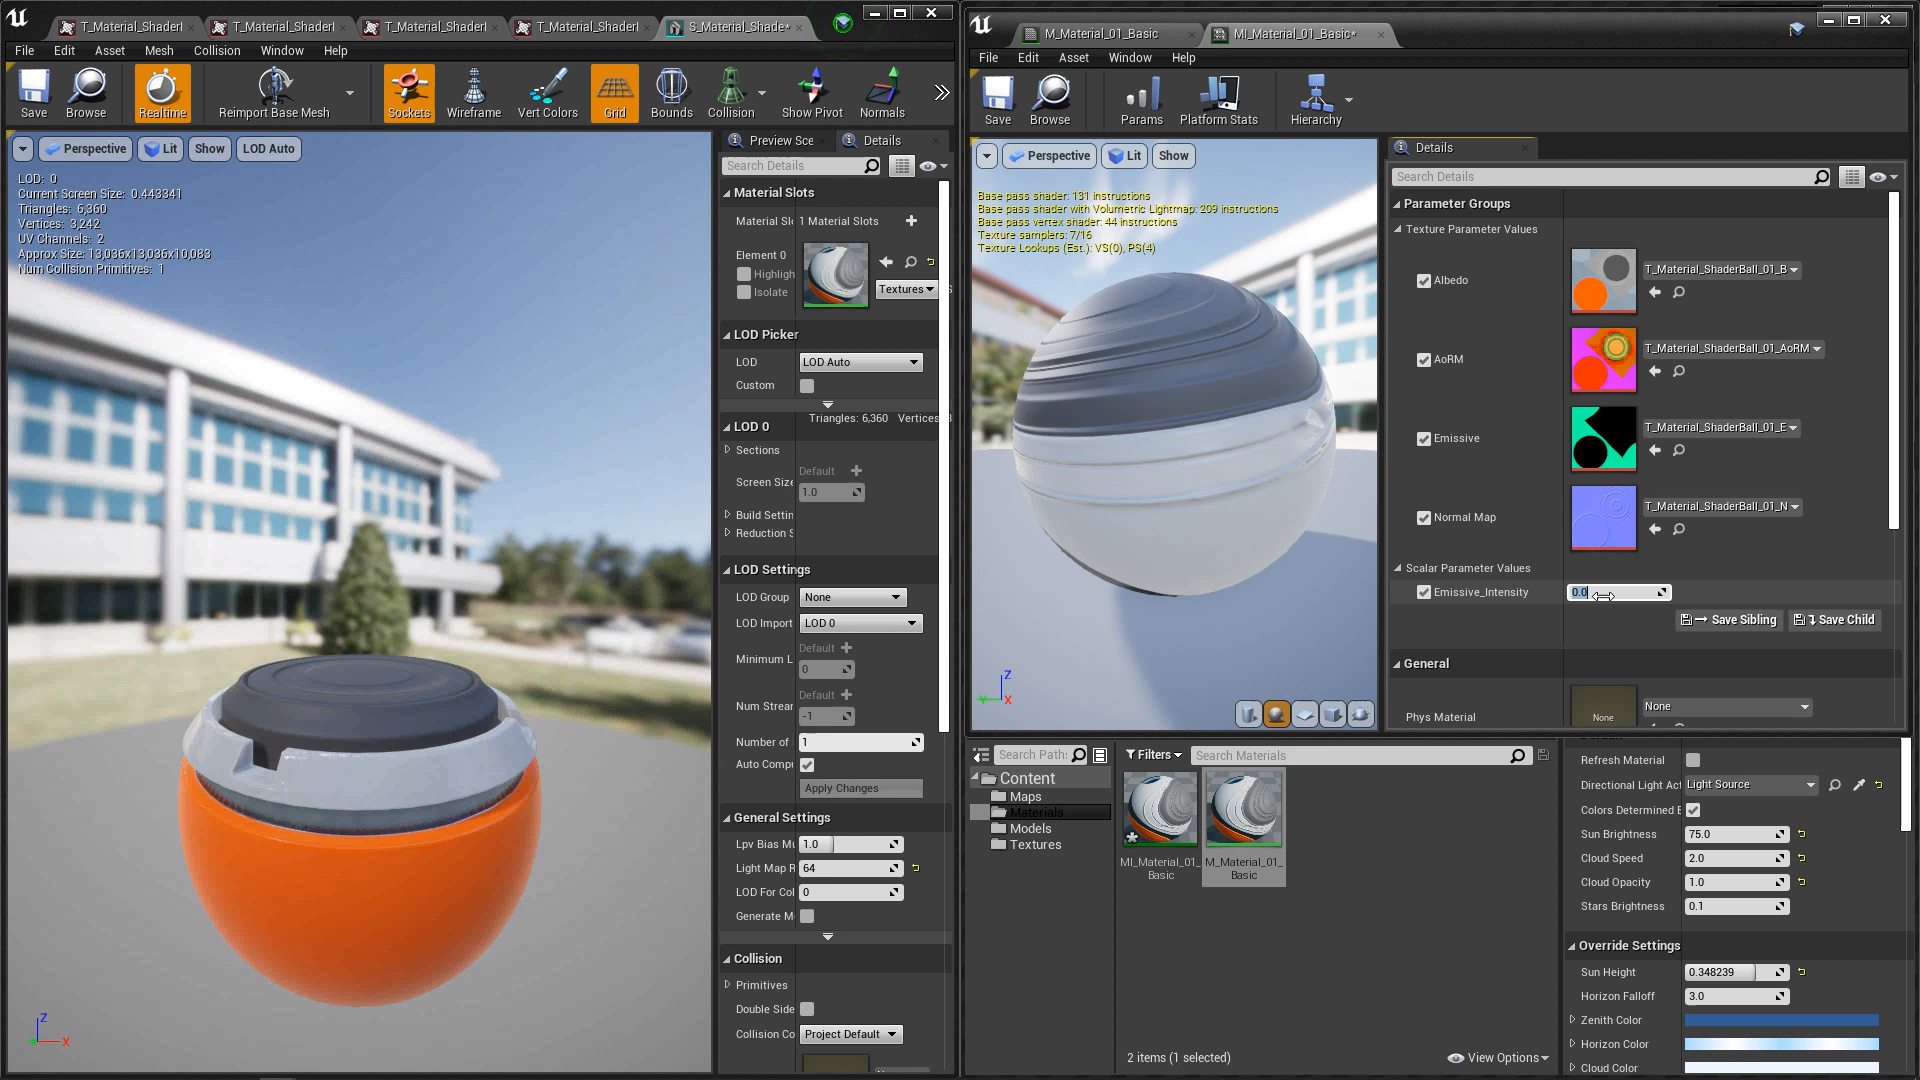 T_Material_Shader
T_Material_Shader
T_Material_Shader
T_Material_Shader
S_Material_Shade*
File Edit Asset Mesh Collision Window Help
Save
Browse
Realtime
Reimport Base Mesh
Sockets
Wireframe
Vert Colors
Grid
Bounds
Collision
Show Pivot
Normals
Perspective
Lit
Show
LOD Auto
LOD: 0
Current Screen Size: 0.443341
Triangles: 6,360
Vertices: 3,242
UV Channels: 2
Approx Size: 13,036x13,036x10,083
Num Collision Primitives: 1
Z
X
Preview Sce
Details
Search Details
Material Slots
Material Slo 1 Material Slots
Element 0
Highligh
Isolate
Textures
LOD Picker
LOD LOD Auto
Custom
LOD 0
Triangles: 6,360 Vertices:
Sections
Default
Screen Size
1.0
Build Settin
Reduction S
LOD Settings
LOD Group None
LOD Import LOD 0
Default
Minimum L
0
Default
Num Strear
-1
Number of 1
Auto Compu
Apply Changes
General Settings
Lpv Bias Mu 1.0
Light Map R 64
LOD For Col 0
Generate Me
Collision
Primitives
Double Side
Collision Co Project Default
M_Material_01_Basic
MI_Material_01_Basic*
File Edit Asset Window Help
Save
Browse
Params
Platform Stats
Hierarchy
Perspective
Lit
Show
Base pass shader: 131 instructions
Base pass shader with Volumetric Lightmap: 209 instructions
Base pass vertex shader: 44 instructions
Texture samplers: 7/16
Texture Lookups (Est.): VS(0), PS(4)
Z
Y
X
Details
Search Details
Parameter Groups
Texture Parameter Values
Albedo
T_Material_ShaderBall_01_B
AoRM
T_Material_ShaderBall_01_AoRM
Emissive
T_Material_ShaderBall_01_E
Normal Map
T_Material_ShaderBall_01_N
Scalar Parameter Values
Emissive_Intensity 0.0
Save Sibling
Save Child
General
Phys Material
None
None
Search Path:
Filters
Search Materials
Content
Maps
Materials
Models
Textures
MI_Material_01_
Basic
M_Material_01_
Basic
2 items (1 selected)
View Options
Refresh Material
Directional Light Act Light Source
Colors Determined E
Sun Brightness 75.0
Cloud Speed 2.0
Cloud Opacity 1.0
Stars Brightness 0.1
Override Settings
Sun Height 0.348239
Horizon Falloff 3.0
Zenith Color
Horizon Color
Cloud Color